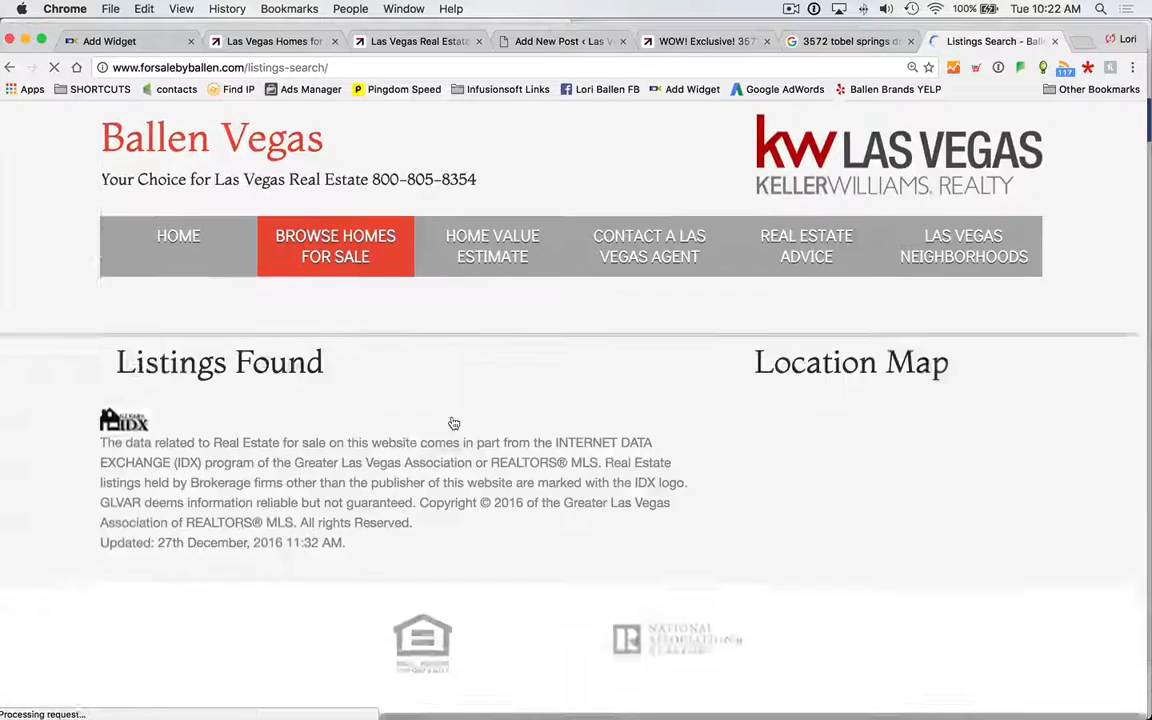 Chrome File Edit View History Bookmarks People Window Help 100% Tue 10:22 AM
Add Widget Las Vegas Homes for Las Vegas Real Estate Add New Post ‹ Las V WOW! Exclusive! 357 3572 tobel springs d Listings Search - Ball Lori
www.forsalebyballen.com/listings-search/
Apps SHORTCUTS contacts Find IP Ads Manager Pingdom Speed Infusionsoft Links Lori Ballen FB Add Widget Google AdWords Ballen Brands YELP 117 Other Bookmarks
Ballen Vegas
Your Choice for Las Vegas Real Estate 800-805-8354
kw LAS VEGAS
KELLERWILLIAMS. REALTY
HOME
BROWSE HOMES
FOR SALE
HOME VALUE
ESTIMATE
CONTACT A LAS
VEGAS AGENT
REAL ESTATE
ADVICE
LAS VEGAS
NEIGHBORHOODS
Listings Found
Location Map
IDX
The data related to Real Estate for sale on this website comes in part from the INTERNET DATA
EXCHANGE (IDX) program of the Greater Las Vegas Association or REALTORS® MLS. Real Estate
listings held by Brokerage firms other than the publisher of this website are marked with the IDX logo.
GLVAR deems information reliable but not guaranteed. Copyright © 2016 of the Greater Las Vegas
Association of REALTORS® MLS. All rights Reserved.
Updated: 27th December, 2016 11:32 AM.
NATIONAL
Processing request...